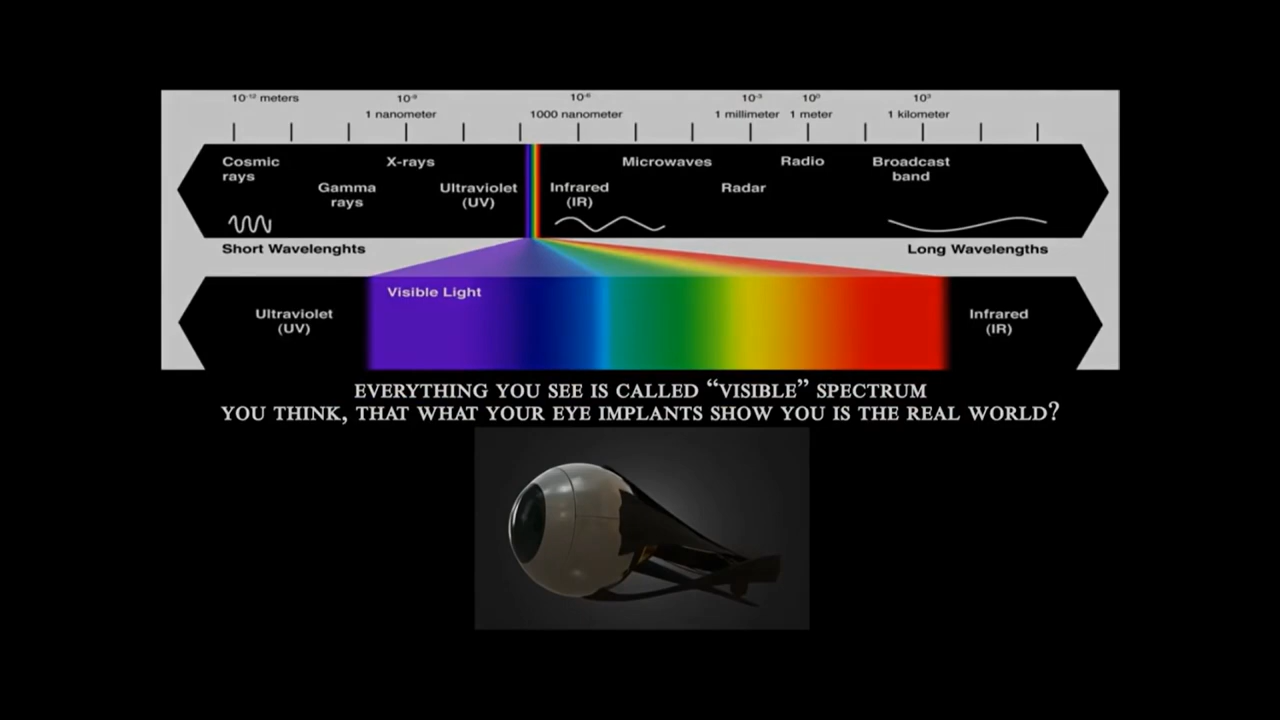 10⁻¹² meters 10⁻⁹ 10⁻⁶ 10⁻³ 10⁰ 10³
1 nanometer 1000 nanometer 1 millimeter 1 meter 1 kilometer
Cosmic rays X-rays Microwaves Radio Broadcast band
Gamma rays Ultraviolet (UV) Infrared (IR) Radar
Short Wavelenghts Long Wavelengths
Visible Light
Ultraviolet (UV) Infrared (IR)
EVERYTHING YOU SEE IS CALLED “VISIBLE” SPECTRUM
YOU THINK, THAT WHAT YOUR EYE IMPLANTS SHOW YOU IS THE REAL WORLD?